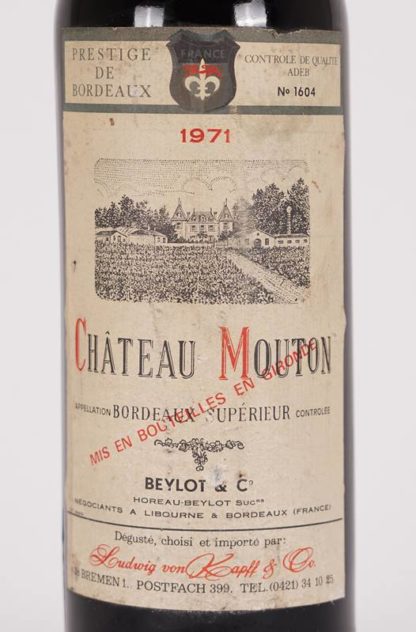 PRESTIGE
DE
BORDEAUX
FRANCE
CONTROLE DE QUALITÉ
ADEB
No 1604
1971
CHÂTEAU MOUTON
MIS EN BOUTEILLES EN GIRONDE
APPELLATION BORDEAUX SUPÉRIEUR CONTROLÉE
BEYLOT & Co
HOREAU-BEYLOT SUCRS
NÉGOCIANTS A LIBOURNE & BORDEAUX (FRANCE)
Dégusté, choisi et importé par:
Ludwig von Kapff & Co.
BREMEN 1.. POSTFACH 399. TEL. (0421) 34 10 25